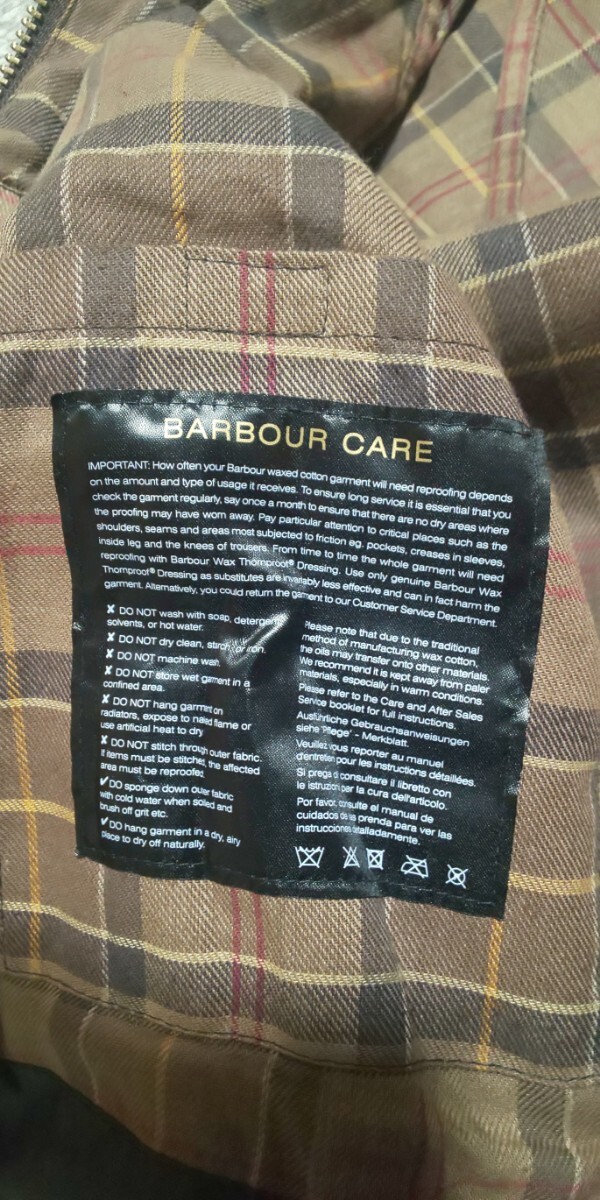 BARBOUR CARE
IMPORTANT: How often your Barbour waxed cotton garment will need reproofing depends
on the amount and type of usage it receives. To ensure long service it is essential that you
check the garment regularly, say once a month to ensure that there are no dry areas where
the proofing may have worn away. Pay particular attention to critical places such as the
shoulders, seams and areas most subjected to friction eg. pockets, creases in sleeves,
inside leg and the knees of trousers. From time to time the whole garment will need
reproofing with Barbour Wax Thornproof® Dressing. Use only genuine Barbour Wax
Thornproof® Dressing as substitutes are invariably less effective and can in fact harm the
garment. Alternatively, you could return the garment to our Customer Service Department.
✘ DO NOT wash with soap, detergents,
solvents, or hot water.
✘ DO NOT dry clean, starch or iron.
✘ DO NOT machine wash.
✘ DO NOT store wet garment in a
confined area.
✘ DO NOT hang garment on
radiators, expose to naked flame or
use artificial heat to dry.
✘ DO NOT stitch through outer fabric.
If items must be stitched, the affected
area must be reproofed.
✔DO sponge down outer fabric
with cold water when soiled and
brush off grit etc.
✔DO hang garment in a dry, airy
place to dry off naturally.
Please note that due to the traditional
method of manufacturing wax cotton,
the oils may transfer onto other materials.
We recommend it is kept away from paler
materials, especially in warm conditions.
Please refer to the Care and After Sales
Service booklet for full instructions.
Ausführliche Gebrauchsanweisungen
siehe "Pflege" - Merkblatt.
Veuillez vous reporter au manuel
d'entretien pour les instructions détaillées.
Si prega di consultare il libretto con
le istruzioni per la cura dell'articolo.
Por favor, consulte el manual de
cuidados de la prenda para ver las
instrucciones detalladamente.